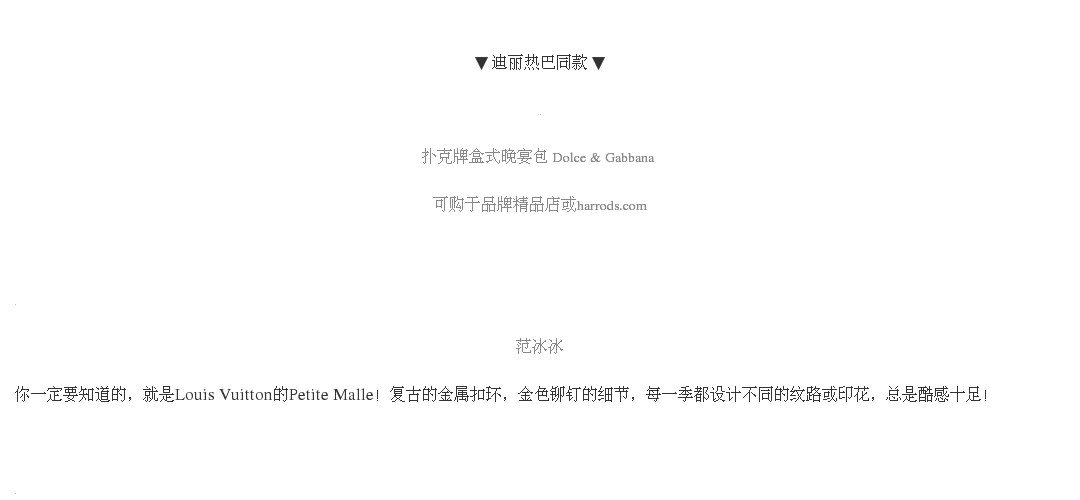 ▼ 迪丽热巴同款 ▼
扑克牌盒式晚宴包 Dolce & Gabbana
可购于品牌精品店或harrods.com
范冰冰
你一定要知道的，就是Louis Vuitton的Petite Malle！复古的金属扣环，金色铆钉的细节，每一季都设计不同的纹路或印花，总是酷感十足！